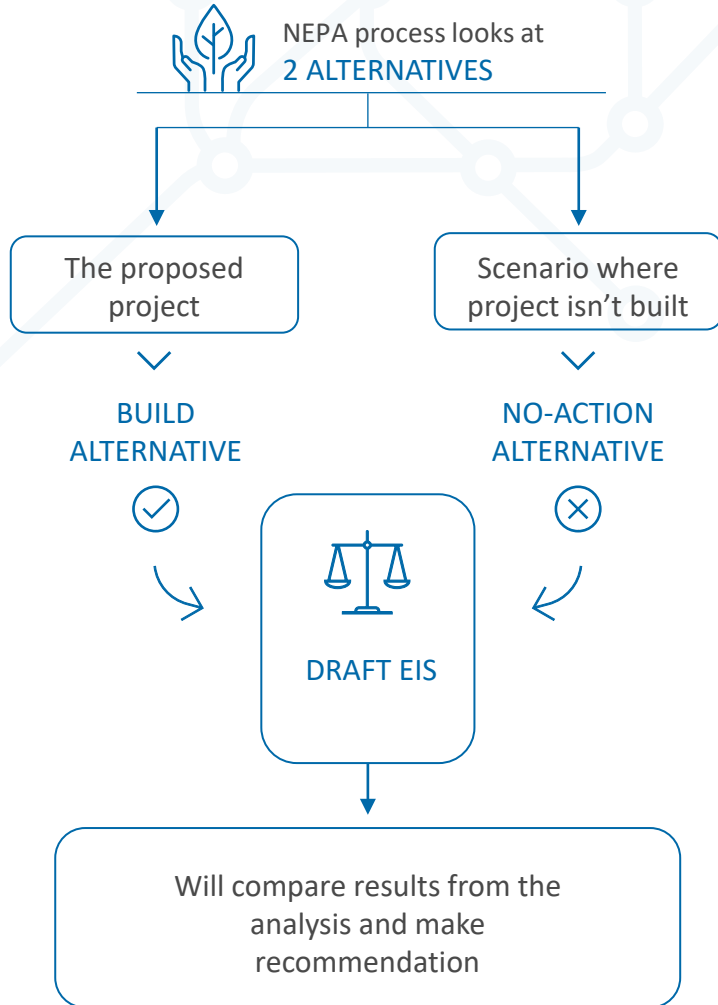 NEPA process looks at
2 ALTERNATIVES
The proposed
project
Scenario where
project isn’t built
BUILD
ALTERNATIVE
NO-ACTION
ALTERNATIVE
DRAFT EIS
Will compare results from the
analysis and make
recommendation